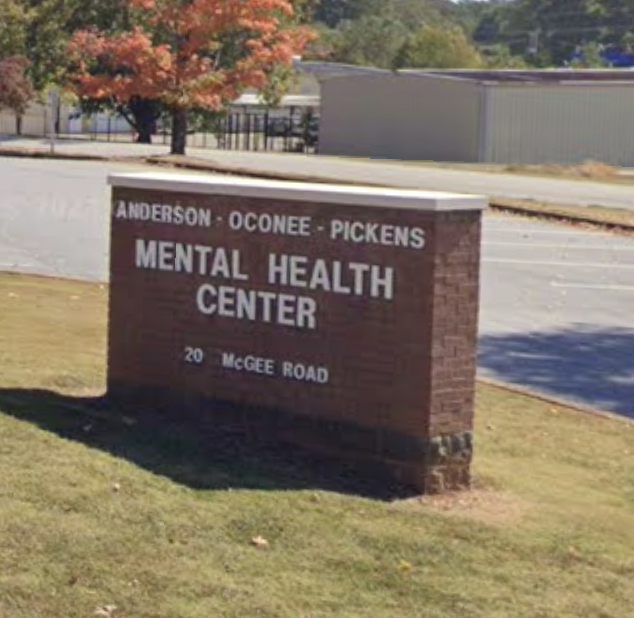 ANDERSON - OCONEE - PICKENS
MENTAL HEALTH
CENTER
20 McGEE ROAD